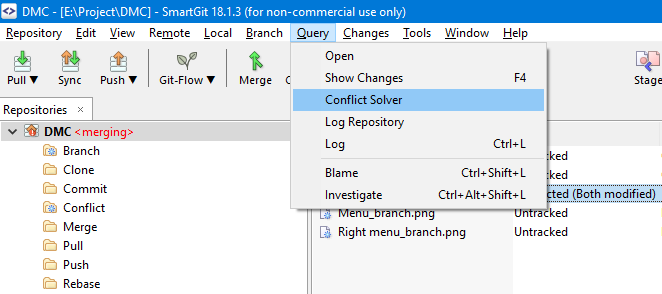 DMC - [E:\Project\DMC] - SmartGit 18.1.3 (for non-commercial use only)
Repository Edit View Remote Local Branch Query Changes Tools Window Help
Pull ▼ Sync Push ▼ Git-Flow ▼ Merge Stage
Open
Show Changes F4
Conflict Solver
Log Repository
Log Ctrl+L
Blame Ctrl+Shift+L
Investigate Ctrl+Alt+Shift+L
Repositories ×
DMC <merging>
Branch
Clone
Commit
Conflict
Merge
Pull
Push
Rebase
(Both modified)
Menu_branch.png Untracked
Right menu_branch.png Untracked